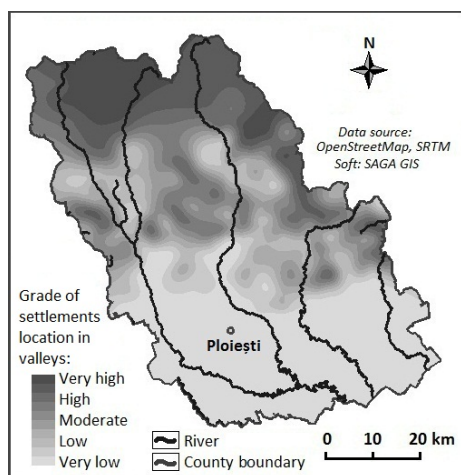 N
Data source:
OpenStreetMap, SRTM
Soft: SAGA GIS
Ploiești
Grade of
settlements
location in
valleys:
Very high
High
Moderate
Low
Very low
River
County boundary
0 10 20 km